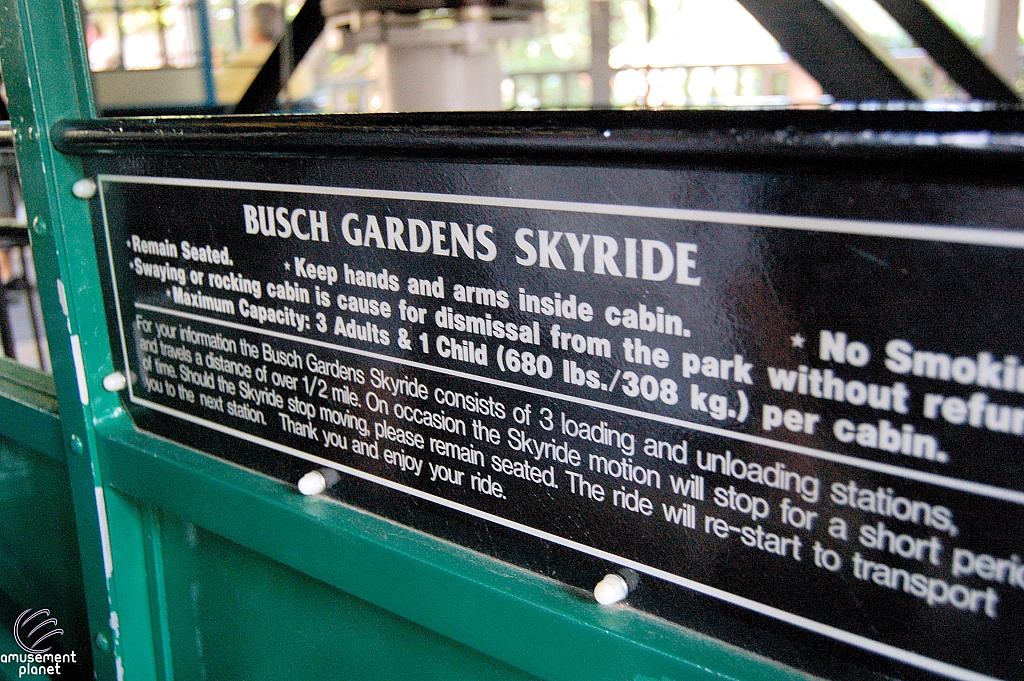 BUSCH GARDENS SKYRIDE
*Remain Seated. *Keep hands and arms inside cabin. * No Smokin
*Swaying or rocking cabin is cause for dismissal from the park without refun
*Maximum Capacity: 3 Adults & 1 Child (680 lbs./308 kg.) per cabin.
For your information the Busch Gardens Skyride consists of 3 loading and unloading stations,
and travels a distance of over 1/2 mile. On occasion the Skyride motion will stop for a short perio
of time. Should the Skyride stop moving, please remain seated. The ride will re-start to transport
you to the next station. Thank you and enjoy your ride.
amusement
planet